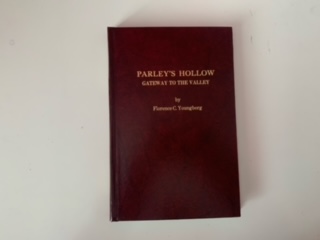 PARLEY'S HOLLOW
GATEWAY TO THE VALLEY
by
Florence C. Youngberg